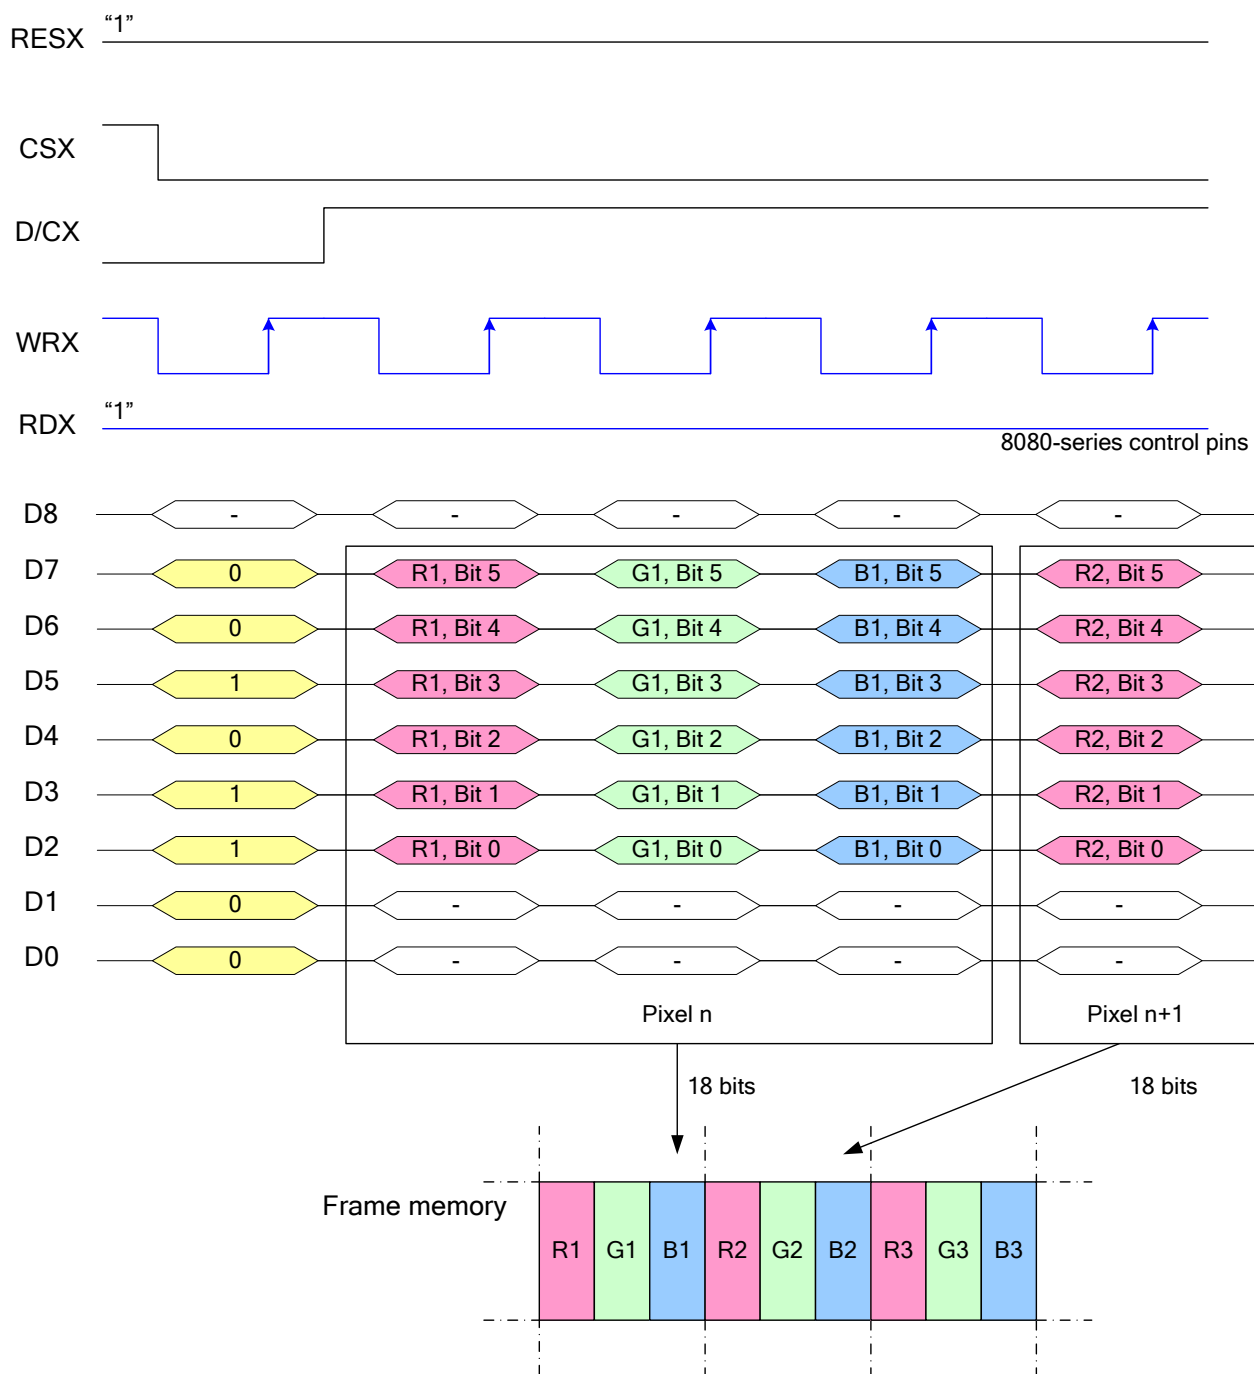 RESX “1”
CSX
D/CX
WRX
RDX “1”
8080-series control pins
D8 - - - - -
D7 0 R1, Bit 5 G1, Bit 5 B1, Bit 5 R2, Bit 5
D6 0 R1, Bit 4 G1, Bit 4 B1, Bit 4 R2, Bit 4
D5 1 R1, Bit 3 G1, Bit 3 B1, Bit 3 R2, Bit 3
D4 0 R1, Bit 2 G1, Bit 2 B1, Bit 2 R2, Bit 2
D3 1 R1, Bit 1 G1, Bit 1 B1, Bit 1 R2, Bit 1
D2 1 R1, Bit 0 G1, Bit 0 B1, Bit 0 R2, Bit 0
D1 0 - - - -
D0 0 - - - -
Pixel n Pixel n+1
18 bits 18 bits
Frame memory
R1 G1 B1 R2 G2 B2 R3 G3 B3